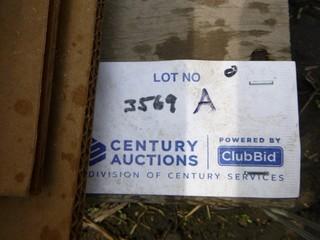 LOT NO
3569 A
CENTURY AUCTIONS
POWERED BY
ClubBid
DIVISION OF CENTURY SERVICES